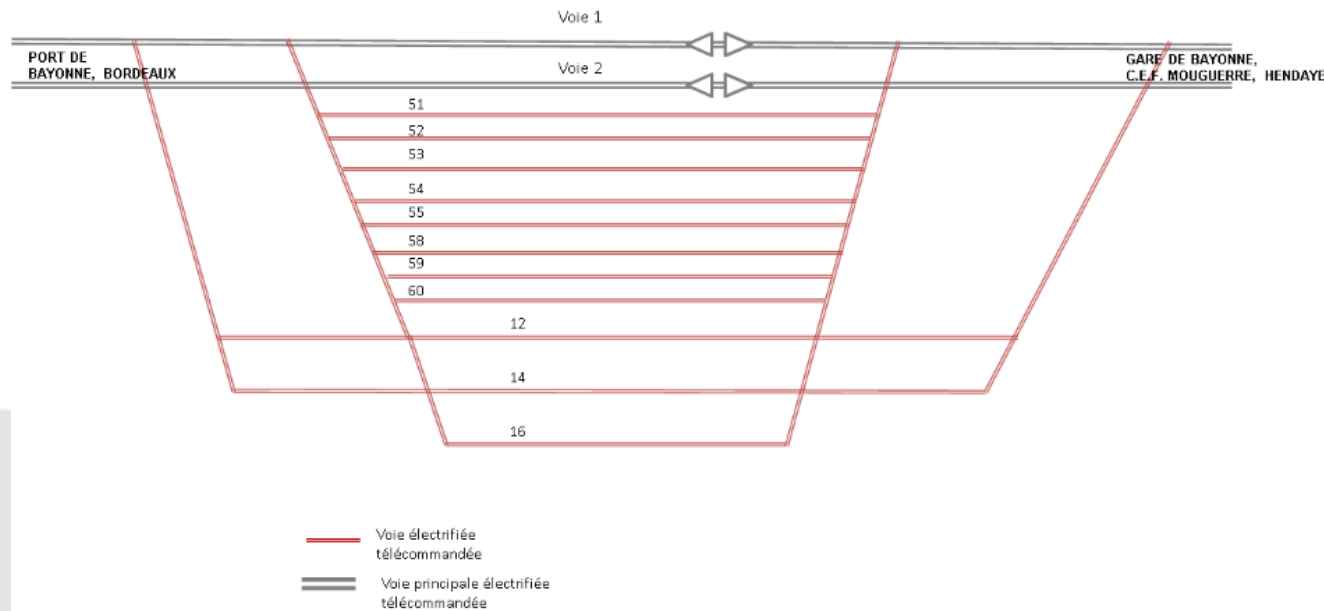 Voie 1
PORT DE
BAYONNE, BORDEAUX
GARE DE BAYONNE,
C.E.F. MOUGUERRE, HENDAYE
Voie 2
51
52
53
54
55
58
59
60
12
14
16
Voie électrifiée
télécommandée
Voie principale électrifiée
télécommandée